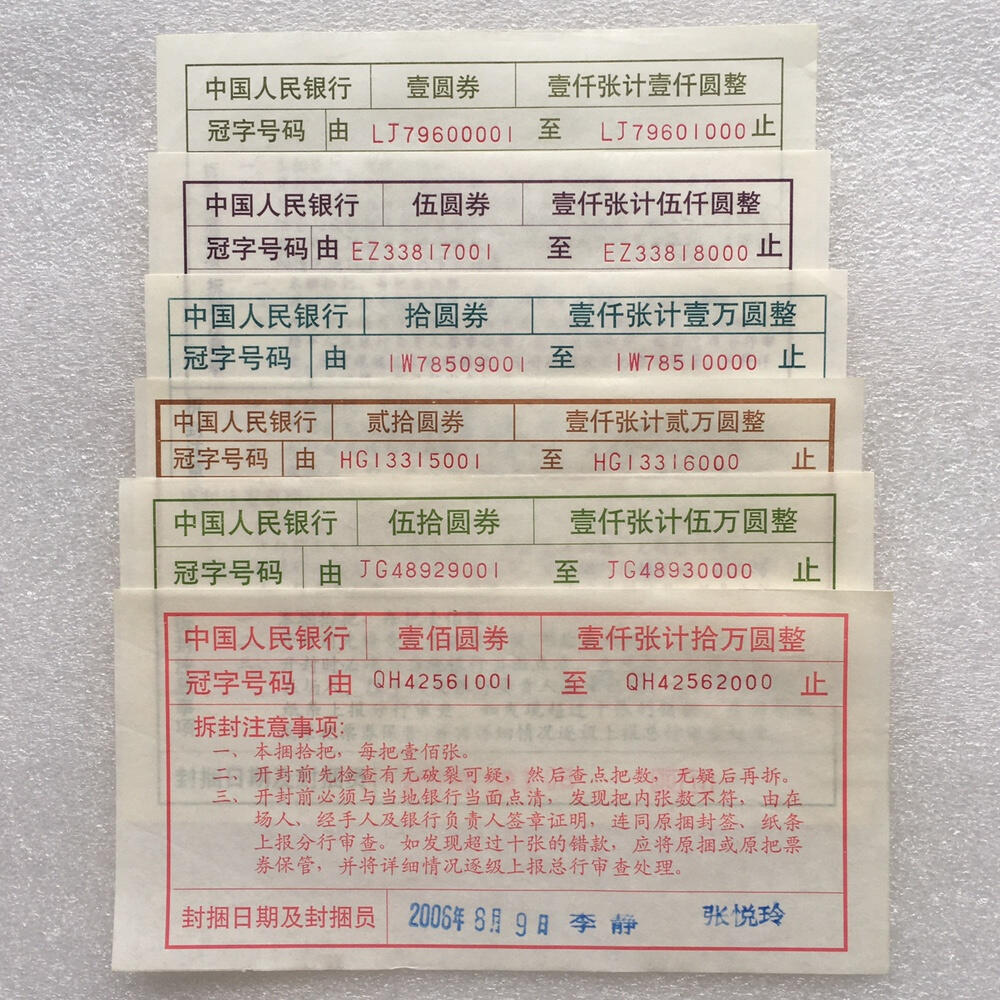 中国人民银行 壹圆券 壹仟张计壹仟圆整
冠字号码 由 LJ79600001 至 LJ79601000 止
中国人民银行 伍圆券 壹仟张计伍仟圆整
冠字号码 由 EZ33817001 至 EZ33818000 止
中国人民银行 拾圆券 壹仟张计壹万圆整
冠字号码 由 IW78509001 至 IW78510000 止
中国人民银行 贰拾圆券 壹仟张计贰万圆整
冠字号码 由 HG13315001 至 HG13316000 止
中国人民银行 伍拾圆券 壹仟张计伍万圆整
冠字号码 由 JG48929001 至 JG48930000 止
中国人民银行 壹佰圆券 壹仟张计拾万圆整
冠字号码 由 QH42561001 至 QH42562000 止
拆封注意事项:
一、本捆拾把，每把壹佰张。
二、开封前先检查有无破裂可疑，然后查点把数，无疑后再拆。
三、开封前必须与当地银行当面点清，发现把内张数不符，由在
场人、经手人及银行负责人签章证明，连同原捆封签、纸条
上报分行审查。如发现超过十张的错款，应将原捆或原把票
券保管，并将详细情况逐级上报总行审查处理。
封捆日期及封捆员 2006年8月9日 李静 张悦玲